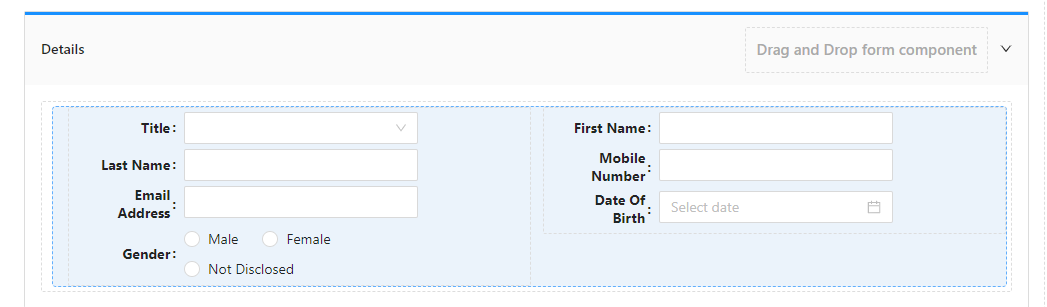 Details
Drag and Drop form component
Title:
First Name:
Last Name:
Mobile
Number:
Email
Address:
Date Of
Birth:
Select date
Gender:
Male
Female
Not Disclosed